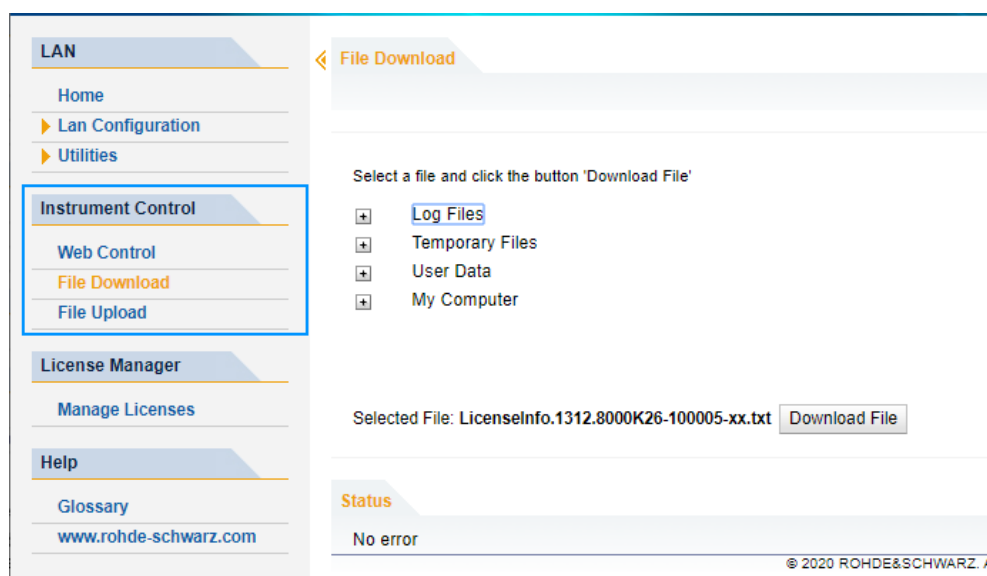 LAN
Home
Lan Configuration
Utilities
Instrument Control
Web Control
File Download
File Upload
License Manager
Manage Licenses
Help
Glossary
www.rohde-schwarz.com
File Download
Select a file and click the button 'Download File'
Log Files
Temporary Files
User Data
My Computer
Selected File: LicenseInfo.1312.8000K26-100005-xx.txt Download File
Status
No error
© 2020 ROHDE&SCHWARZ. A